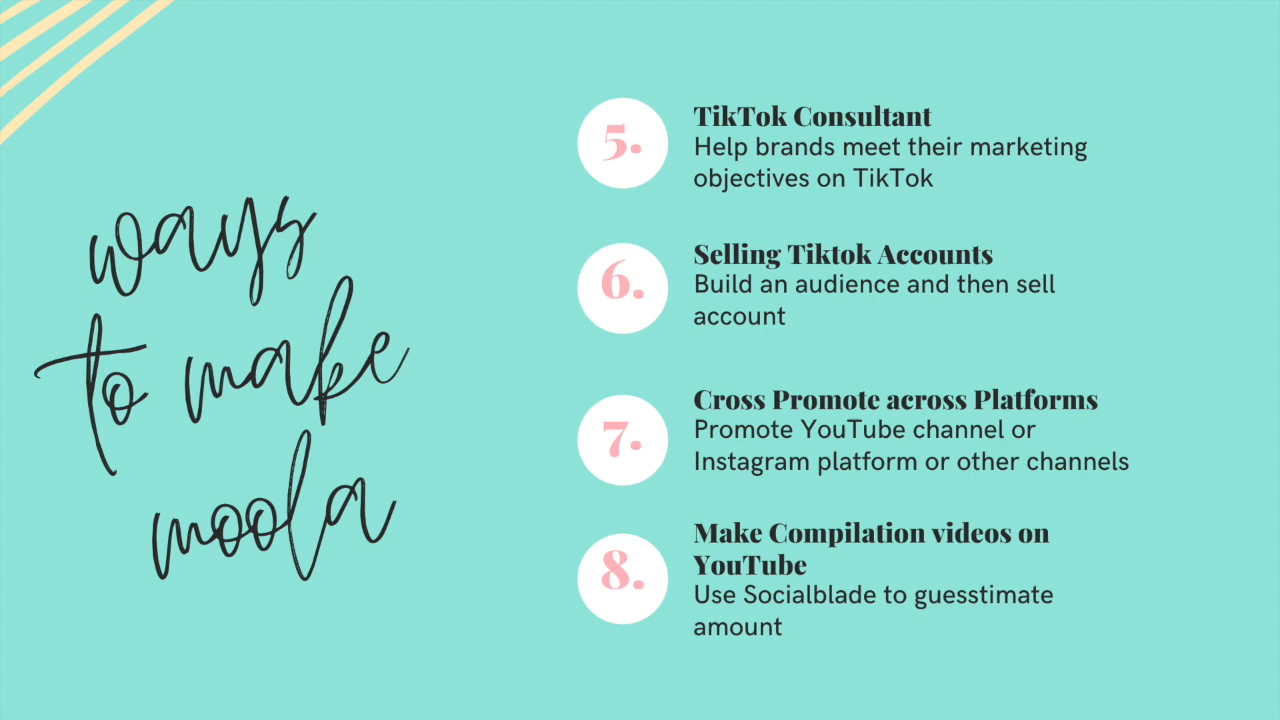 ways
to make
moola
5.
TikTok Consultant
Help brands meet their marketing
objectives on TikTok
6.
Selling Tiktok Accounts
Build an audience and then sell
account
7.
Cross Promote across Platforms
Promote YouTube channel or
Instagram platform or other channels
8.
Make Compilation videos on
YouTube
Use Socialblade to guesstimate
amount